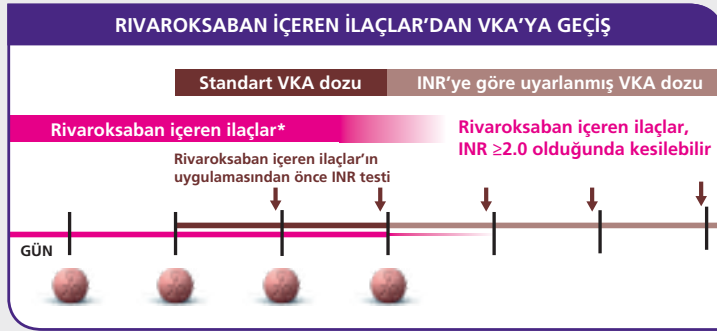 RIVAROKSABAN İÇEREN İLAÇLAR'DAN VKA'YA GEÇİŞ
Standart VKA dozu
INR'ye göre uyarlanmış VKA dozu
Rivaroksaban içeren ilaçlar*
Rivaroksaban içeren ilaçlar,
INR ≥2.0 olduğunda kesilebilir
Rivaroksaban içeren ilaçlar'ın
uygulamasından önce INR testi
GÜN